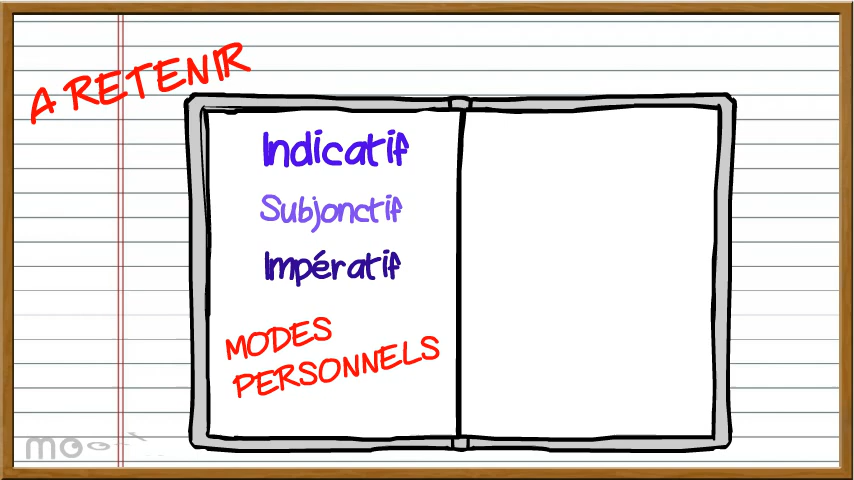 A RETENIR
Indicatif
Subjonctif
Impératif
MODES
PERSONNELS